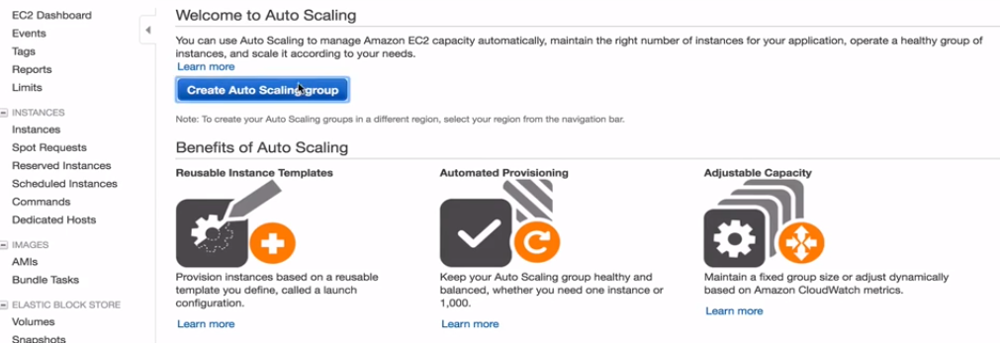 EC2 Dashboard
Events
Tags
Reports
Limits
INSTANCES
Instances
Spot Requests
Reserved Instances
Scheduled Instances
Commands
Dedicated Hosts
IMAGES
AMIs
Bundle Tasks
ELASTIC BLOCK STORE
Volumes
Snapshots
Welcome to Auto Scaling
You can use Auto Scaling to manage Amazon EC2 capacity automatically, maintain the right number of instances for your application, operate a healthy group of
instances, and scale it according to your needs.
Learn more
Create Auto Scaling group
Note: To create your Auto Scaling groups in a different region, select your region from the navigation bar.
Benefits of Auto Scaling
Reusable Instance Templates
Provision instances based on a reusable
template you define, called a launch
configuration.
Learn more
Automated Provisioning
Keep your Auto Scaling group healthy and
balanced, whether you need one instance or
1,000.
Learn more
Adjustable Capacity
Maintain a fixed group size or adjust dynamically
based on Amazon CloudWatch metrics.
Learn more